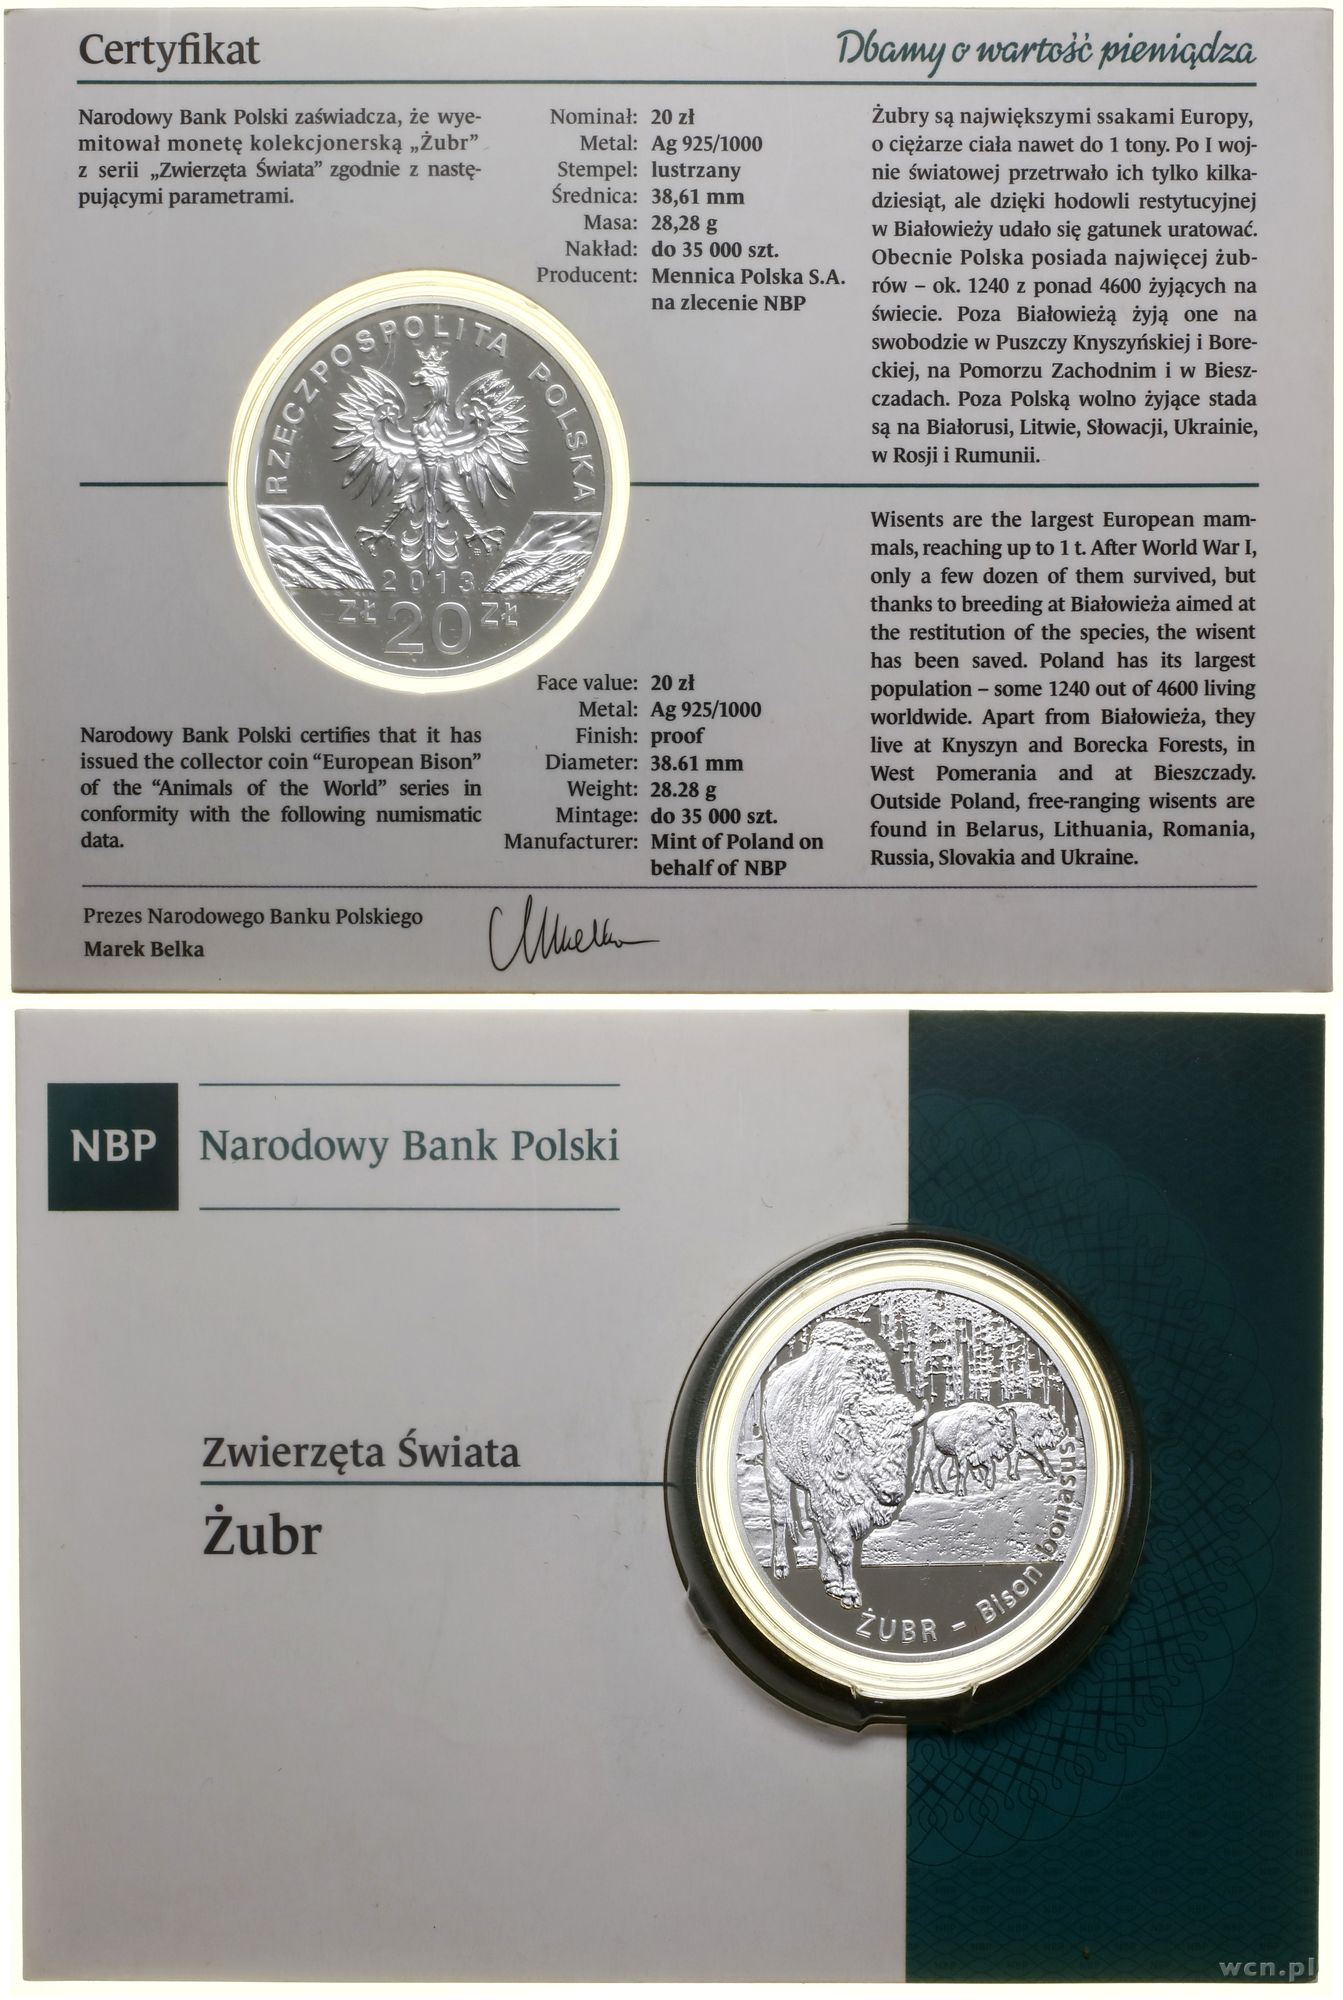 Certyfikat
Dbamy o wartość pieniądza
Narodowy Bank Polski zaświadcza, że wye-
mitował monetę kolekcjonerską „Żubr”
z serii „Zwierzęta Świata” zgodnie z nastę-
pującymi parametrami.
Nominał: 20 zł
Metal: Ag 925/1000
Stempel: lustrzany
Średnica: 38,61 mm
Masa: 28,28 g
Nakład: do 35 000 szt.
Producent: Mennica Polska S.A.
na zlecenie NBP
Żubry są największymi ssakami Europy,
o ciężarze ciała nawet do 1 tony. Po I woj-
nie światowej przetrwało ich tylko kilka-
dziesiąt, ale dzięki hodowli restytucyjnej
w Białowieży udało się gatunek uratować.
Obecnie Polska posiada najwięcej żub-
rów – ok. 1240 z ponad 4600 żyjących na
świecie. Poza Białowieżą żyją one na
swobodzie w Puszczy Knyszyńskiej i Bore-
ckiej, na Pomorzu Zachodnim i w Biesz-
czadach. Poza Polską wolno żyjące stada
są na Białorusi, Litwie, Słowacji, Ukrainie,
w Rosji i Rumunii.
RZECZPOSPOLITA POLSKA
2013
ZŁ 20 ZŁ
Narodowy Bank Polski certifies that it has
issued the collector coin “European Bison”
of the “Animals of the World” series in
conformity with the following numismatic
data.
Face value: 20 zł
Metal: Ag 925/1000
Finish: proof
Diameter: 38.61 mm
Weight: 28.28 g
Mintage: do 35 000 szt.
Manufacturer: Mint of Poland on
behalf of NBP
Wisents are the largest European mam-
mals, reaching up to 1 t. After World War I,
only a few dozen of them survived, but
thanks to breeding at Białowieża aimed at
the restitution of the species, the wisent
has been saved. Poland has its largest
population – some 1240 out of 4600 living
worldwide. Apart from Białowieża, they
live at Knyszyn and Borecka Forests, in
West Pomerania and at Bieszczady.
Outside Poland, free-ranging wisents are
found in Belarus, Lithuania, Romania,
Russia, Slovakia and Ukraine.
Prezes Narodowego Banku Polskiego
Marek Belka
NBP
Narodowy Bank Polski
Zwierzęta Świata
Żubr
ŻUBR – Bison bonasus
wcn.pl